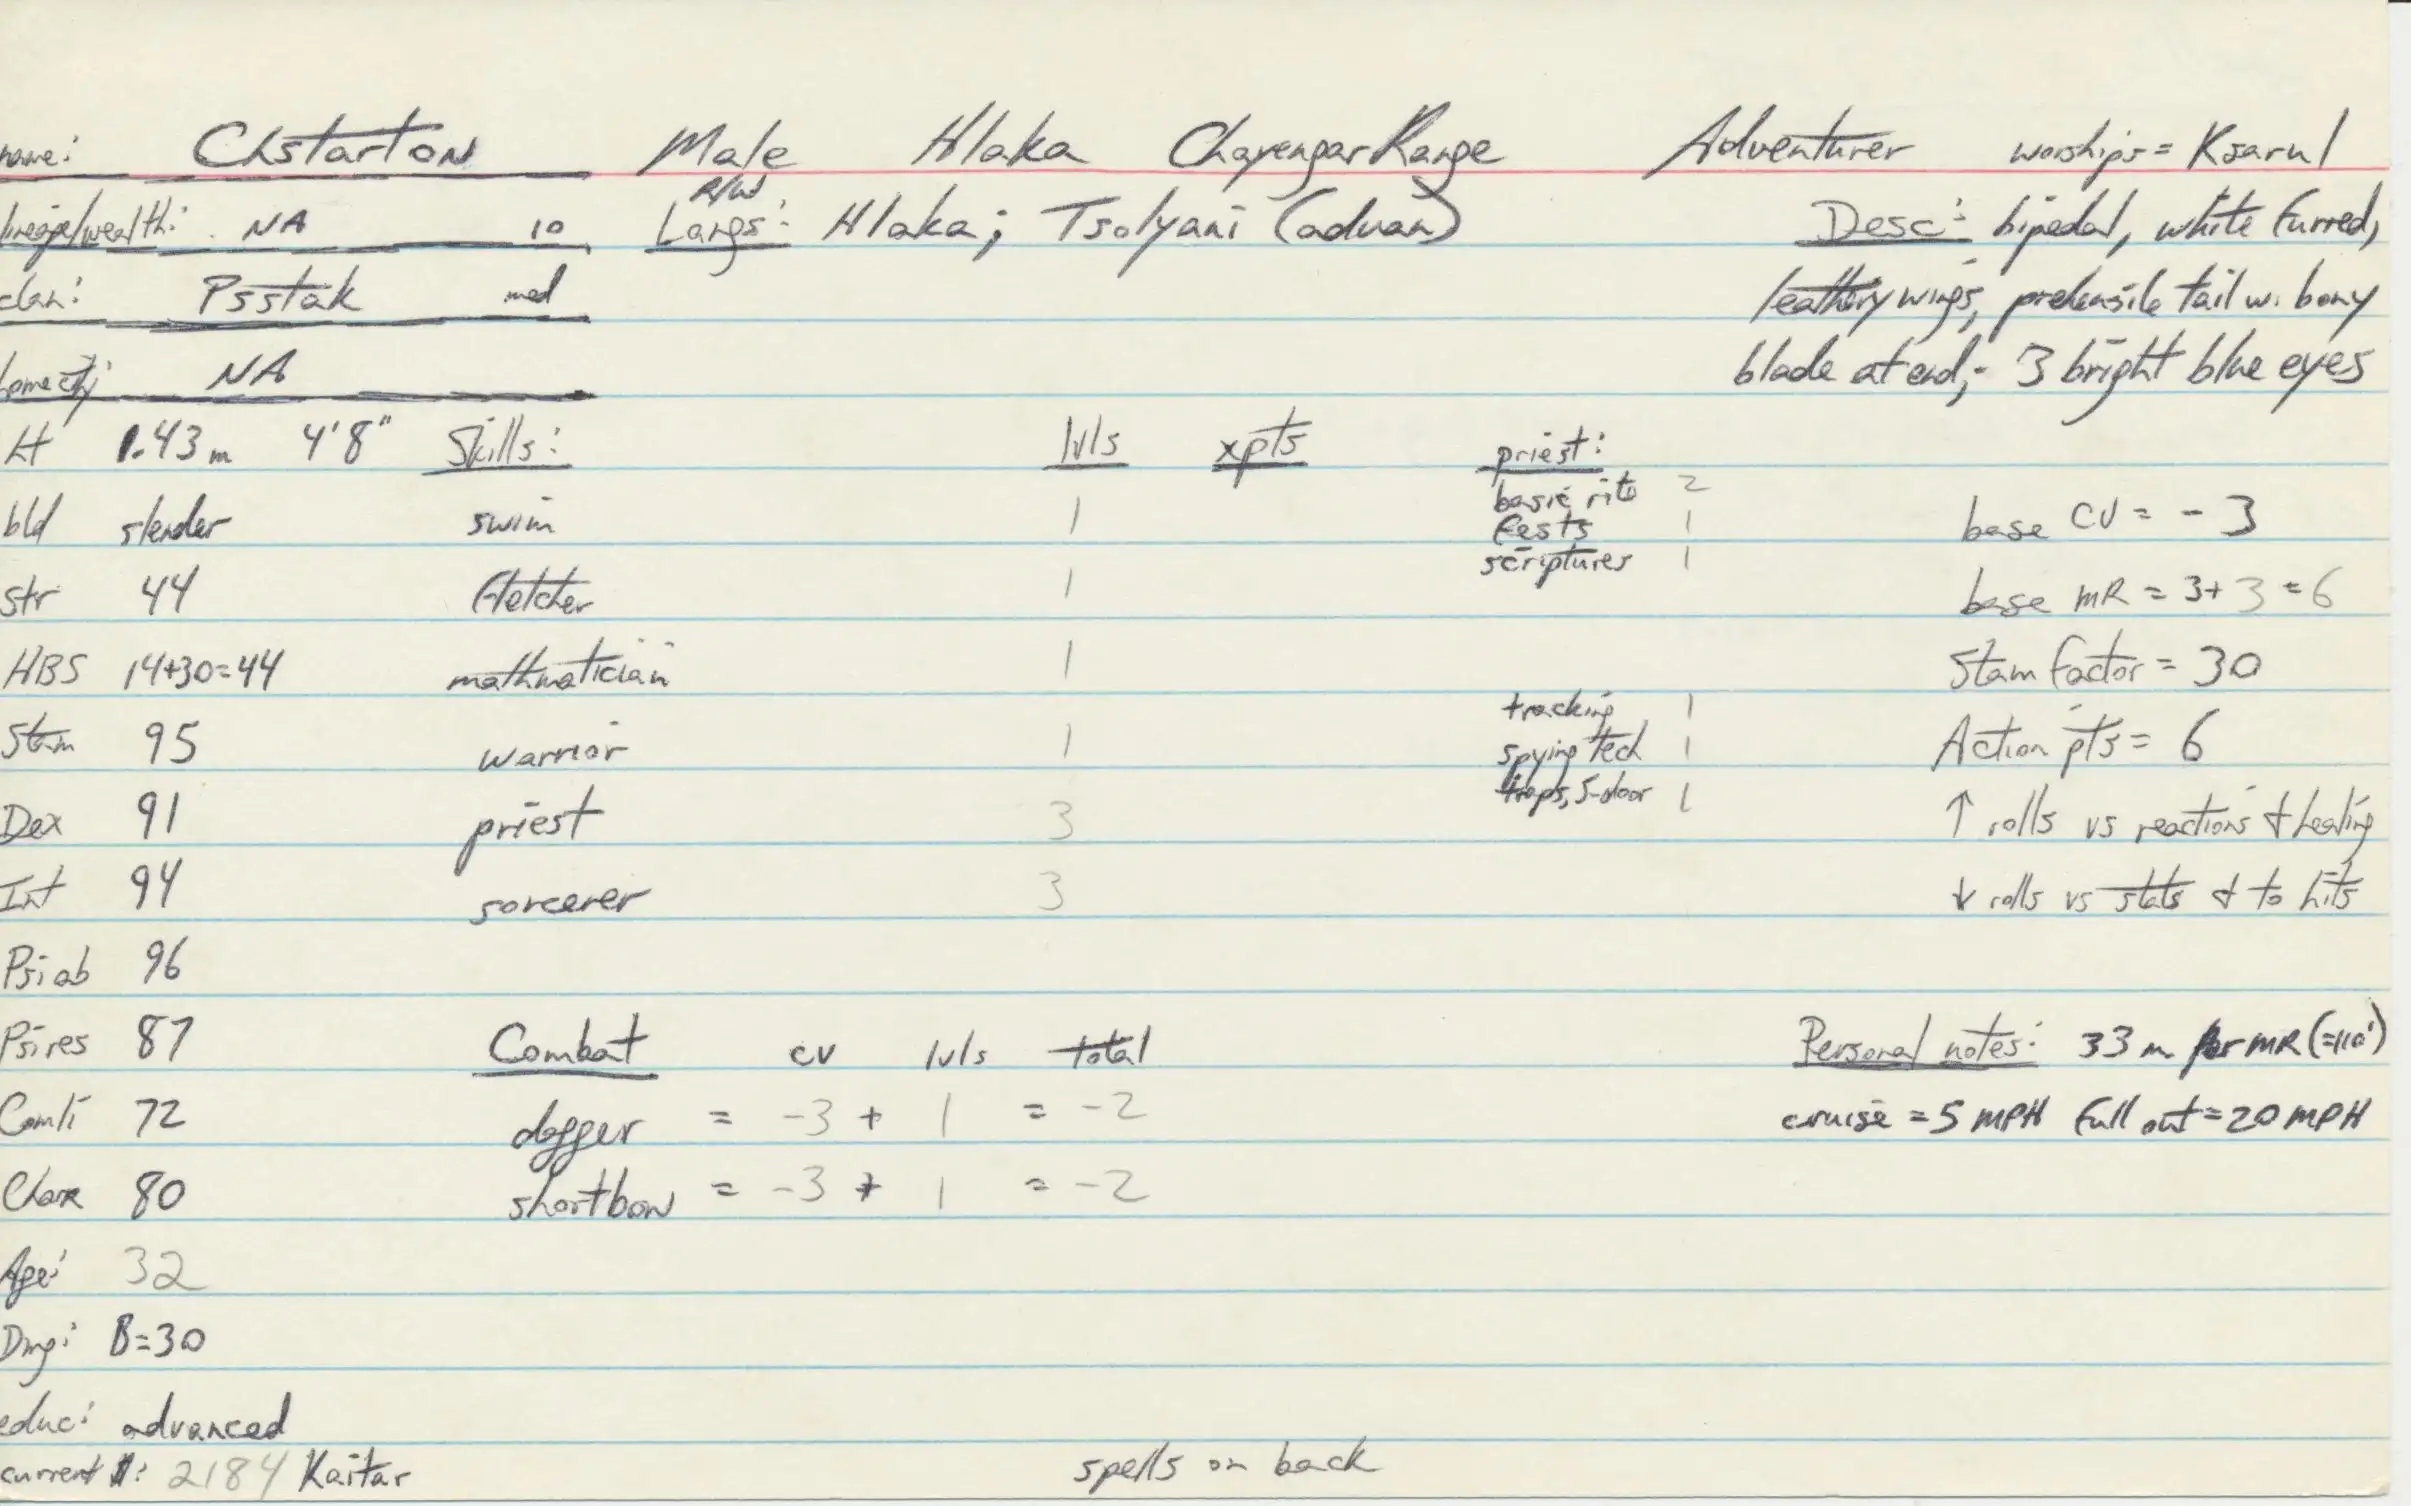 name: Chstarton Male Hlaka Chayengar Range Adventurer worships = Ksarul
lineage/wealth: NA 10 R/W Langs: Hlaka; Tsolyani (advan) Desc: bipedal, white furred,
clan: Psstak med leathery wings, prehensile tail w. bony
home cty: NA blade at end, - 3 bright blue eyes
Ht 1.43 m 4'8" Skills: lvls xpts priest:
basic rite 2
bld slender swim 1 fests 1 base CV = - 3
scriptures 1
str 44 fletcher 1 base MR = 3 + 3 = 6
HBS 14+30=44 mathmatician 1 Stam factor = 30
tracking 1
Stam 95 warrior 1 spying tech 1 Action pts = 6
traps, s-door 1
Dex 91 priest 3 ↑ rolls vs reactions & healing
Int 94 sorcerer 3 ↓ rolls vs stats & to hits
Psi ab 96
Psi res 87 Combat cv lvls total Personal notes: 33 m per MR (=110')
Comli 72 dagger = -3 + 1 = -2 cruise = 5 MPH Full out = 20 MPH
Char 80 shortbow = -3 + 1 = -2
Age: 32
Dmg: B=30
educ: advanced
current $: 2184 Kaitar spells on back